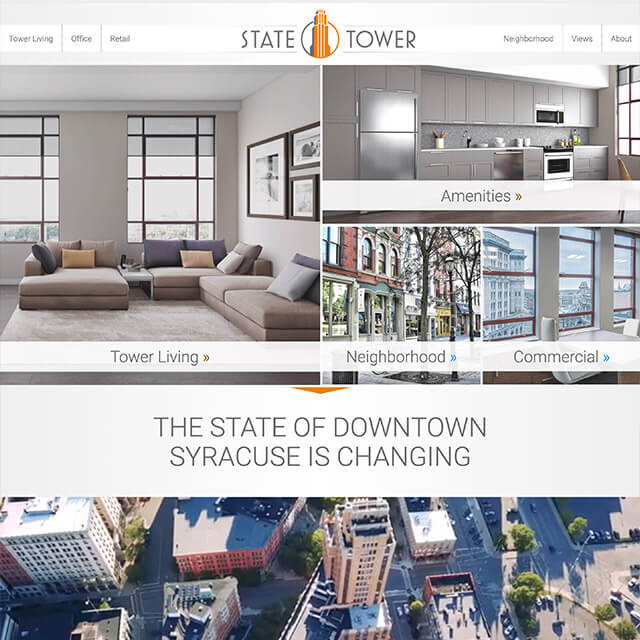 Tower Living
Office
Retail
STATE TOWER
Neighborhood
Views
About
Amenities »
Tower Living »
Neighborhood »
Commercial »
THE STATE OF DOWNTOWN
SYRACUSE IS CHANGING